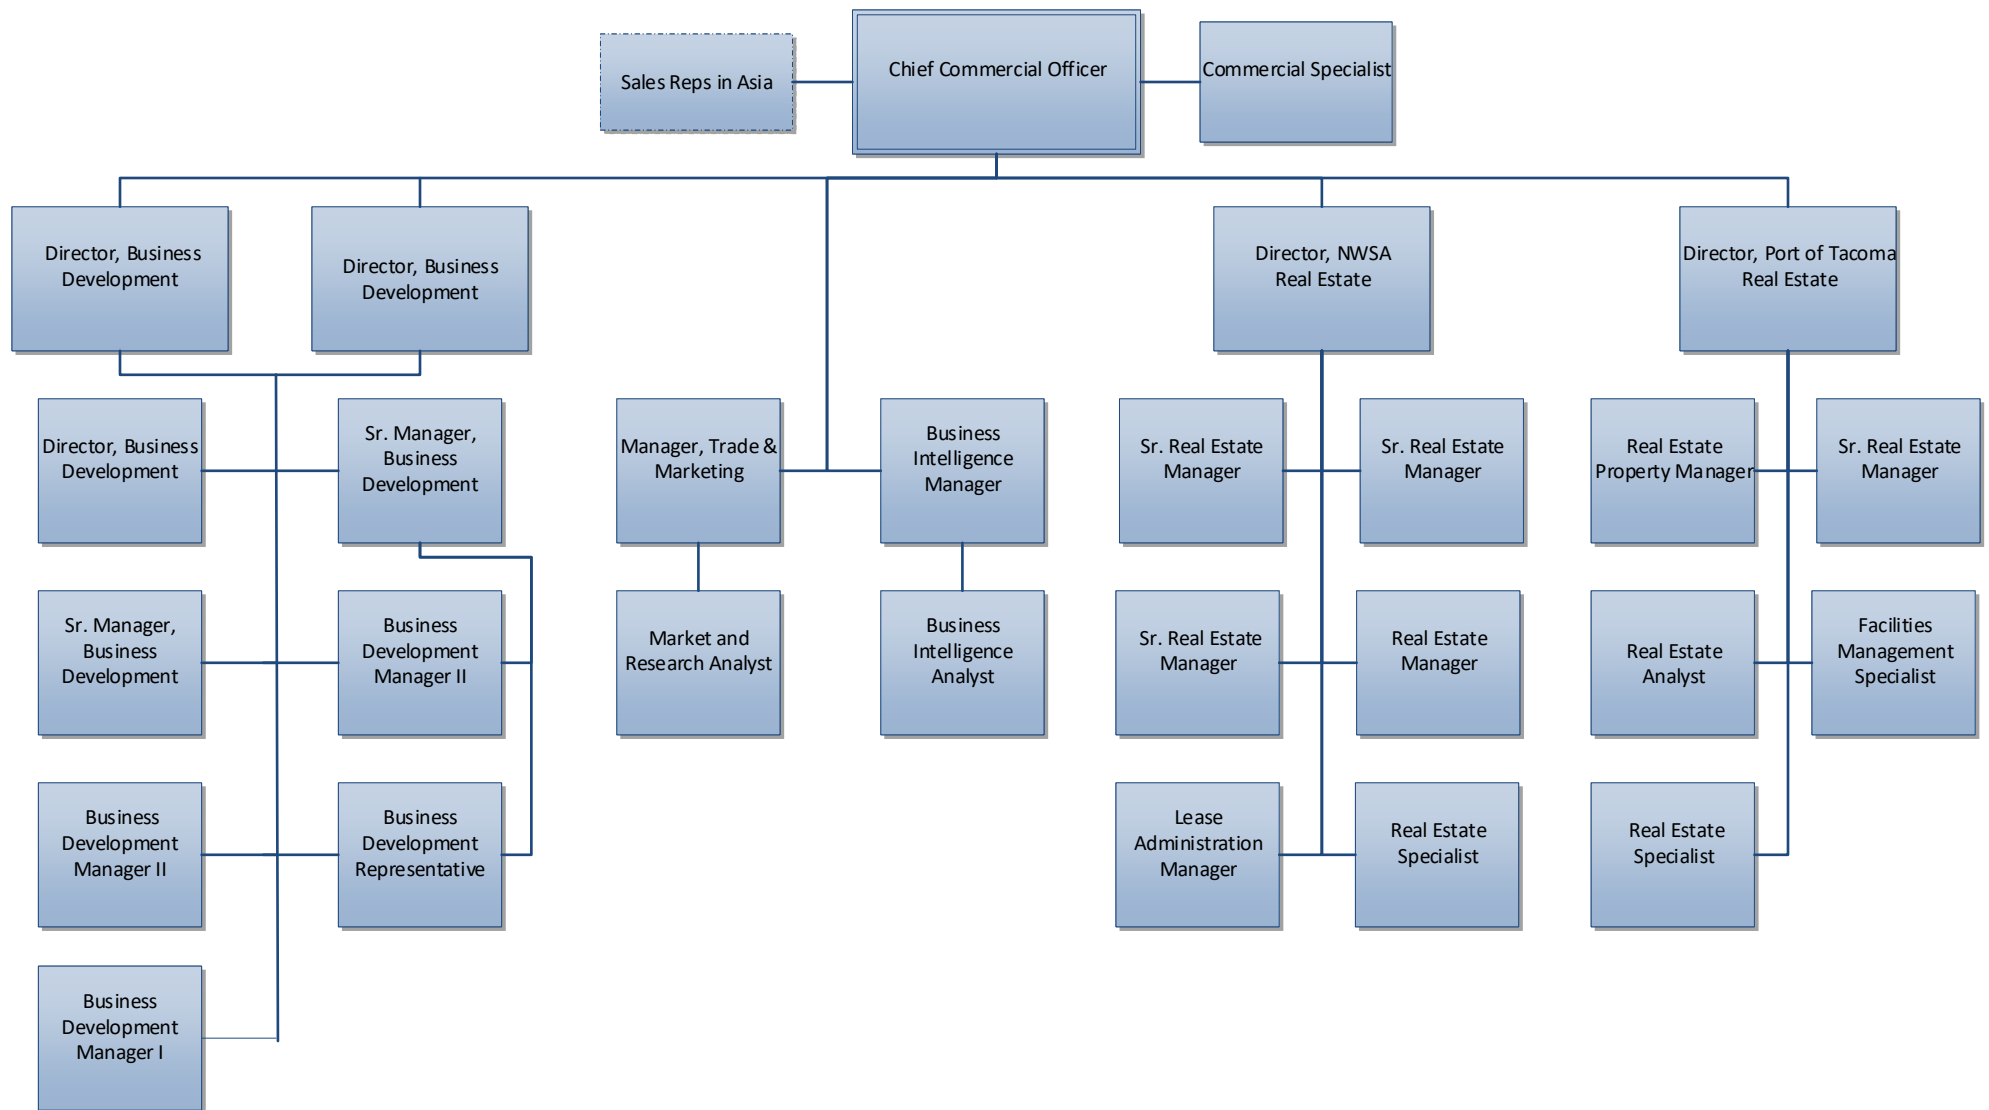 Sales Reps in Asia
Chief Commercial Officer
Commercial Specialist
Director, Business
Development
Director, Business
Development
Director, NWSA
Real Estate
Director, Port of Tacoma
Real Estate
Director, Business
Development
Sr. Manager,
Business
Development
Manager, Trade &
Marketing
Business
Intelligence
Manager
Sr. Real Estate
Manager
Sr. Real Estate
Manager
Real Estate
Property Manager
Sr. Real Estate
Manager
Sr. Manager,
Business
Development
Business
Development
Manager II
Market and
Research Analyst
Business
Intelligence
Analyst
Sr. Real Estate
Manager
Real Estate
Manager
Real Estate
Analyst
Facilities
Management
Specialist
Business
Development
Manager II
Business
Development
Representative
Lease
Administration
Manager
Real Estate
Specialist
Real Estate
Specialist
Business
Development
Manager I